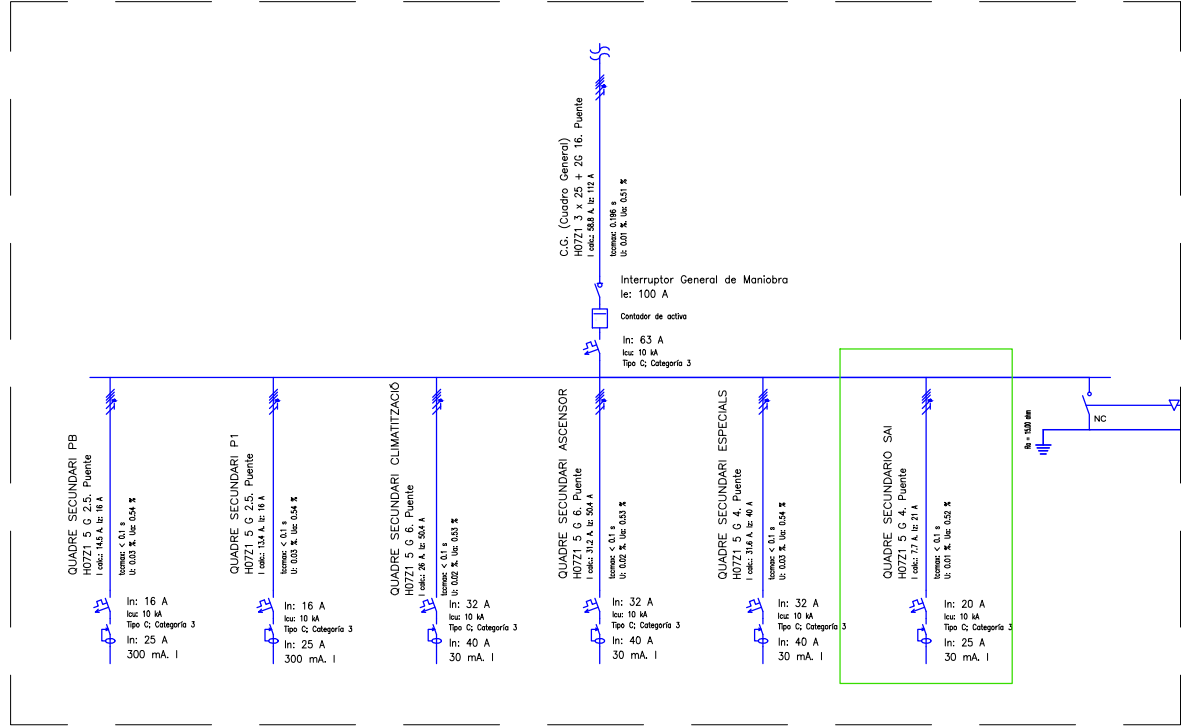 C.G. (Cuadro General)
H07Z1 3 x 25 + 2G 16. Puente
I calc.: 58.8 A. Iz: 112 A
tccmax: 0.196 s
U: 0.01 %. Ua: 0.51 %
Interruptor General de Maniobra
Ie: 100 A
Contador de activa
In: 63 A
Icu: 10 kA
Tipo C; Categoría 3
QUADRE SECUNDARI PB
H07Z1 5 G 2.5. Puente
I calc.: 14.5 A. Iz: 16 A
tccmax: < 0.1 s
U: 0.03 %. Ua: 0.54 %
In: 16 A
Icu: 10 kA
Tipo C; Categoría 3
In: 25 A
300 mA. I
QUADRE SECUNDARI P1
H07Z1 5 G 2.5. Puente
I calc.: 13.4 A. Iz: 16 A
tccmax: < 0.1 s
U: 0.03 %. Ua: 0.54 %
In: 16 A
Icu: 10 kA
Tipo C; Categoría 3
In: 25 A
300 mA. I
QUADRE SECUNDARI CLIMATITZACIÓ
H07Z1 5 G 6. Puente
I calc.: 26 A. Iz: 50.4 A
tccmax: < 0.1 s
U: 0.02 %. Ua: 0.53 %
In: 32 A
Icu: 10 kA
Tipo C; Categoría 3
In: 40 A
30 mA. I
QUADRE SECUNDARI ASCENSOR
H07Z1 5 G 6. Puente
I calc.: 31.2 A. Iz: 50.4 A
tccmax: < 0.1 s
U: 0.02 %. Ua: 0.53 %
In: 32 A
Icu: 10 kA
Tipo C; Categoría 3
In: 40 A
30 mA. I
QUADRE SECUNDARI ESPECIALS
H07Z1 5 G 4. Puente
I calc.: 31.6 A. Iz: 40 A
tccmax: < 0.1 s
U: 0.03 %. Ua: 0.54 %
In: 32 A
Icu: 10 kA
Tipo C; Categoría 3
In: 40 A
30 mA. I
QUADRE SECUNDARIO SAI
H07Z1 5 G 4. Puente
I calc.: 7.7 A. Iz: 21 A
tccmax: < 0.1 s
U: 0.01 %. Ua: 0.52 %
In: 20 A
Icu: 10 kA
Tipo C; Categoría 3
In: 25 A
30 mA. I
NC
Ra = 15.00 ohm